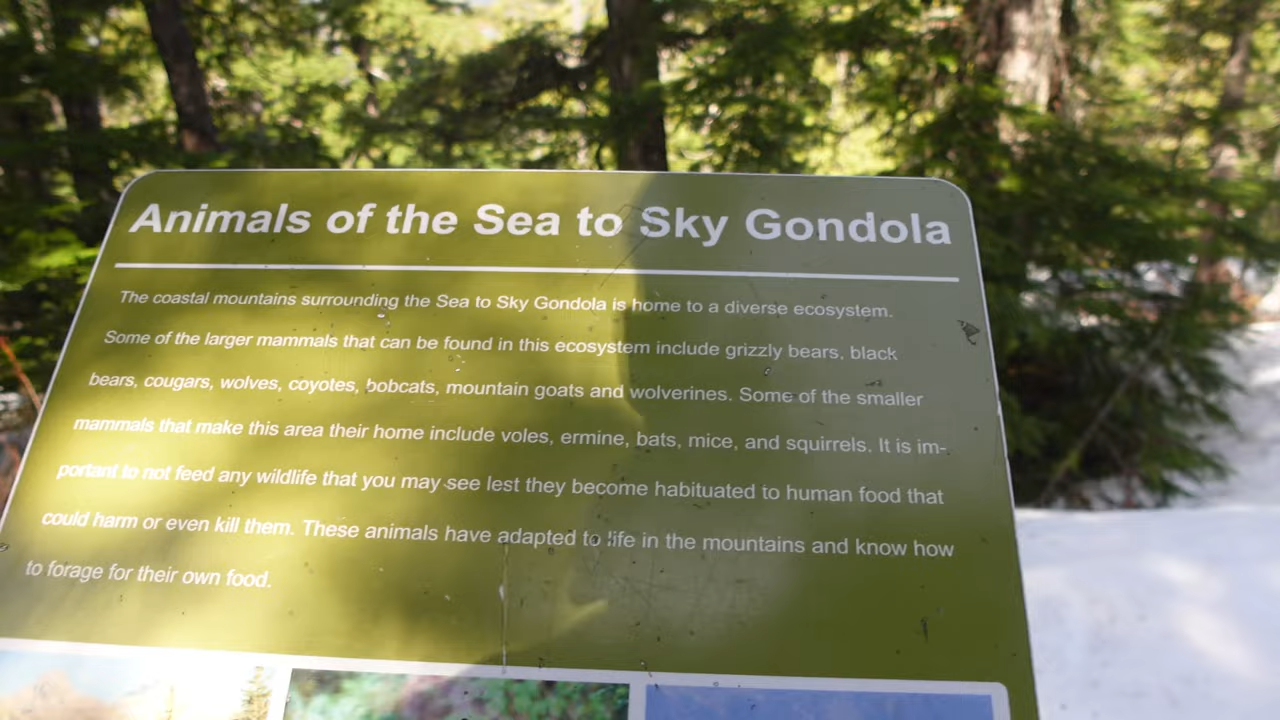 Animals of the Sea to Sky Gondola
The coastal mountains surrounding the Sea to Sky Gondola is home to a diverse ecosystem.
Some of the larger mammals that can be found in this ecosystem include grizzly bears, black
bears, cougars, wolves, coyotes, bobcats, mountain goats and wolverines. Some of the smaller
mammals that make this area their home include voles, ermine, bats, mice, and squirrels. It is im-
portant to not feed any wildlife that you may see lest they become habituated to human food that
could harm or even kill them. These animals have adapted to life in the mountains and know how
to forage for their own food.